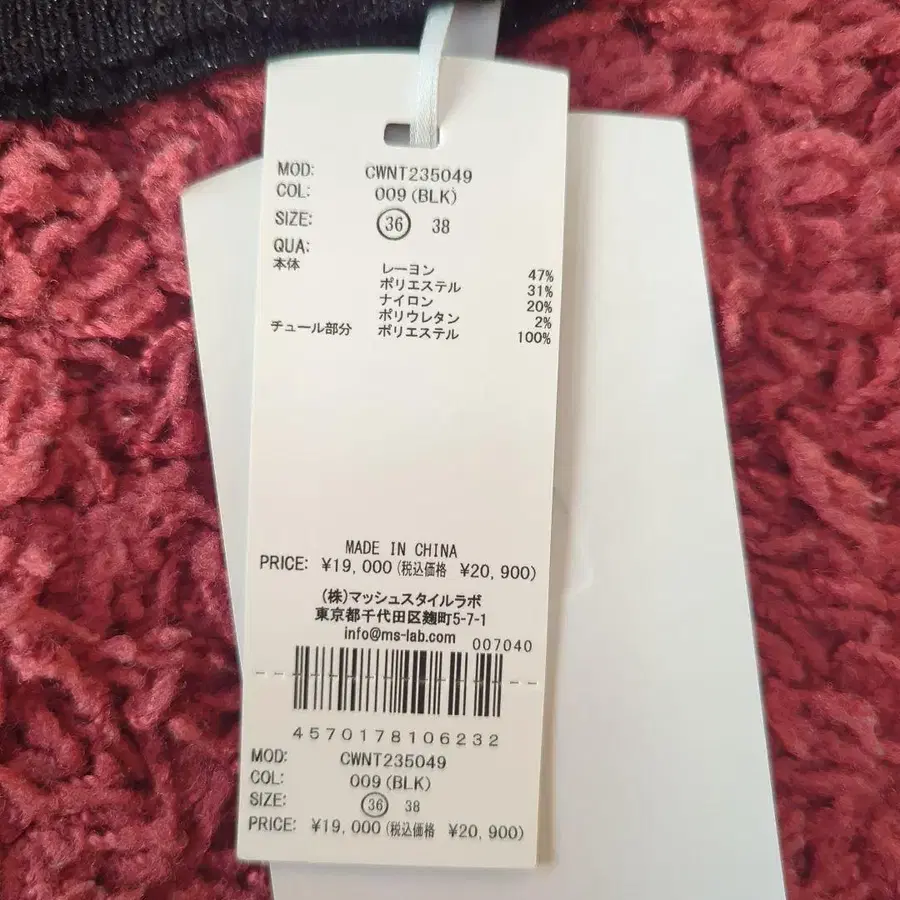 MOD: CWNT235049
COL: 009(BLK)
SIZE: 36 38
QUA:
本体 レーヨン 47%
ポリエステル 31%
ナイロン 20%
ポリウレタン 2%
チュール部分 ポリエステル 100%
MADE IN CHINA
PRICE: ¥19,000(税込価格 ¥20,900)
(株)マッシュスタイルラボ
東京都千代田区麹町5-7-1
info@ms-lab.com
007040
4570178106232
MOD: CWNT235049
COL: 009(BLK)
SIZE: 36 38
PRICE: ¥19,000(税込価格 ¥20,900)